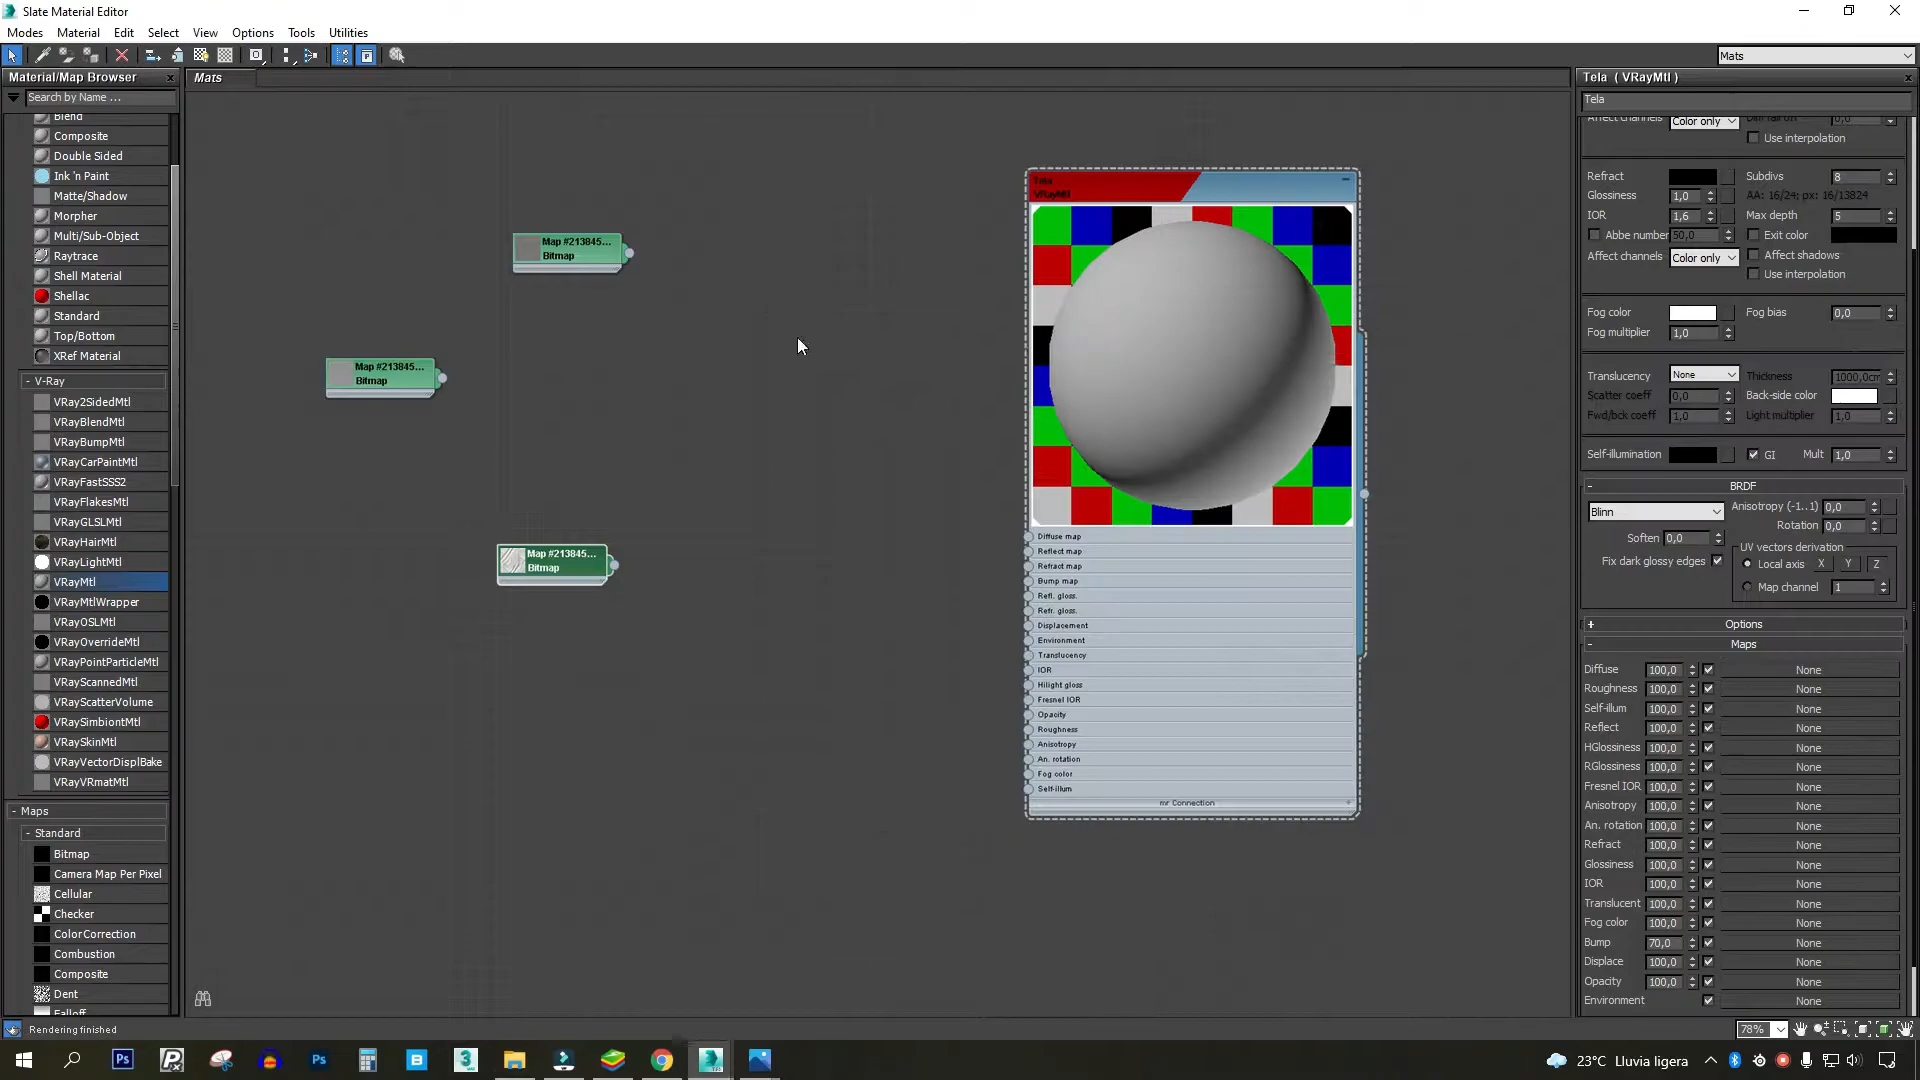 Slate Material Editor
Modes Material Edit Select View Options Tools Utilities
Mats
Material/Map Browser
Search by Name ...
Blend
Composite
Double Sided
Ink 'n Paint
Matte/Shadow
Morpher
Multi/Sub-Object
Raytrace
Shell Material
Shellac
Standard
Top/Bottom
XRef Material
- V-Ray
VRay2SidedMtl
VRayBlendMtl
VRayBumpMtl
VRayCarPaintMtl
VRayFastSSS2
VRayFlakesMtl
VRayGLSLMtl
VRayHairMtl
VRayLightMtl
VRayMtl
VRayMtlWrapper
VRayOSLMtl
VRayOverrideMtl
VRayPointParticleMtl
VRayScannedMtl
VRayScatterVolume
VRaySimbiontMtl
VRaySkinMtl
VRayVectorDisplBake
VRayVRmatMtl
- Maps
- Standard
Bitmap
Camera Map Per Pixel
Cellular
Checker
ColorCorrection
Combustion
Composite
Dent
Falloff
Mats
Map #213845...
Bitmap
Map #213845...
Bitmap
Map #213845...
Bitmap
Tela
VRayMtl
Diffuse map
Reflect map
Refract map
Bump map
Refl. gloss.
Refr. gloss.
Displacement
Environment
Translucency
IOR
Hilight gloss
Fresnel IOR
Opacity
Roughness
Anisotropy
An. rotation
Fog color
Self-illum
mr Connection
Tela ( VRayMtl )
Tela
Affect channels Color only Dim fall off 0,0
Use interpolation
Refract Subdivs 8
Glossiness 1,0 AA: 16/24; px: 16/13824
IOR 1,6 Max depth 5
Abbe number 50,0 Exit color
Affect channels Color only Affect shadows
Use interpolation
Fog color Fog bias 0,0
Fog multiplier 1,0
Translucency None Thickness 1000,0cm
Scatter coeff 0,0 Back-side color
Fwd/bck coeff 1,0 Light multiplier 1,0
Self-illumination GI Mult 1,0
- BRDF
Blinn Anisotropy (-1..1) 0,0
Rotation 0,0
Soften 0,0 UV vectors derivation
Fix dark glossy edges Local axis X Y Z
Map channel 1
+ Options
- Maps
Diffuse 100,0 None
Roughness 100,0 None
Self-illum 100,0 None
Reflect 100,0 None
HGlossiness 100,0 None
RGlossiness 100,0 None
Fresnel IOR 100,0 None
Anisotropy 100,0 None
An. rotation 100,0 None
Refract 100,0 None
Glossiness 100,0 None
IOR 100,0 None
Translucent 100,0 None
Fog color 100,0 None
Bump 70,0 None
Displace 100,0 None
Opacity 100,0 None
Environment None
Rendering finished
78%
23°C Lluvia ligera